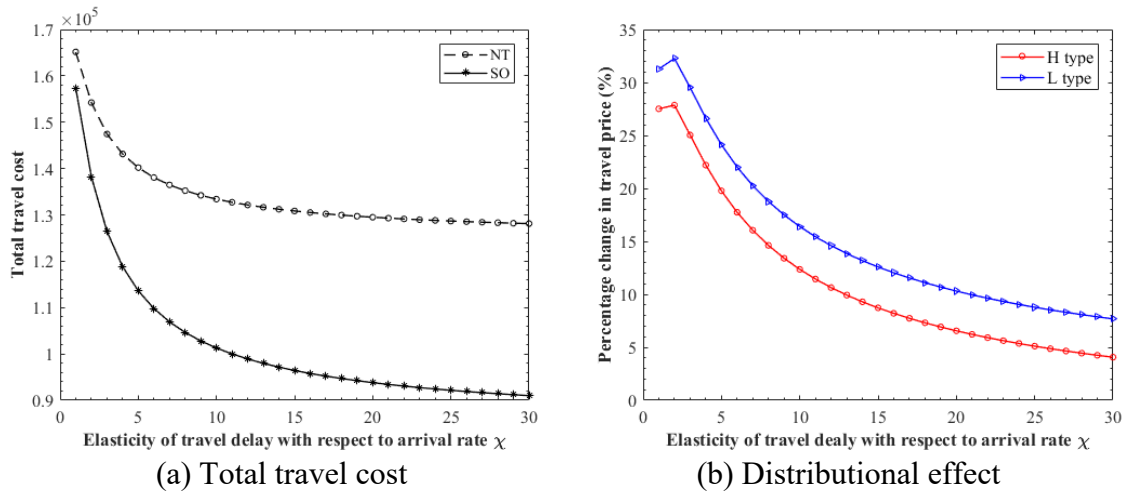 ×10⁵
1.7
1.6
1.5
1.4
1.3
1.2
1.1
1
0.9
0 5 10 15 20 25 30
Total travel cost
Elasticity of travel delay with respect to arrival rate χ
NT
SO
(a) Total travel cost
35
30
25
20
15
10
5
0
0 5 10 15 20 25 30
Percentage change in travel price (%)
Elasticity of travel dealy with respect to arrival rate χ
H type
L type
(b) Distributional effect